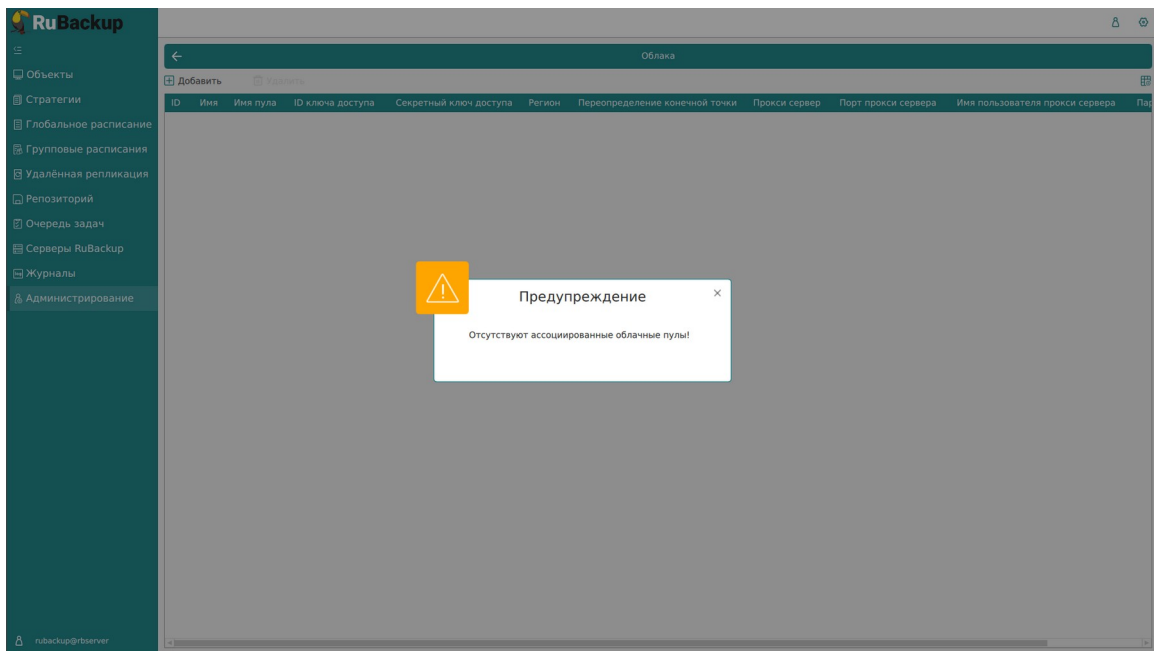 RuBackup
Объекты
Стратегии
Глобальное расписание
Групповые расписания
Удалённая репликация
Репозиторий
Очередь задач
Серверы RuBackup
Журналы
Администрирование
rubackup@rbserver
Облака
Добавить Удалить
ID Имя Имя пула ID ключа доступа Секретный ключ доступа Регион Переопределение конечной точки Прокси сервер Порт прокси сервера Имя пользователя прокси сервера Пар
Предупреждение
Отсутствуют ассоциированные облачные пулы!